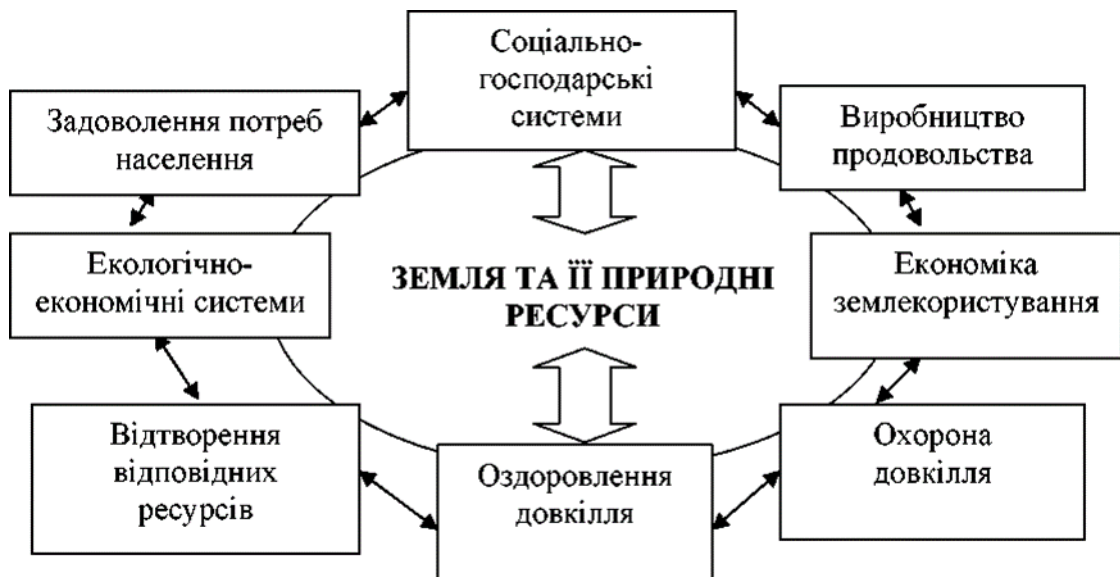 Соціально-
господарські
системи
Задоволення потреб
населення
Виробництво
продовольства
Екологічно-
економічні системи
ЗЕМЛЯ ТА ЇЇ ПРИРОДНІ
РЕСУРСИ
Економіка
землекористування
Відтворення
відповідних
ресурсів
Оздоровлення
довкілля
Охорона
довкілля